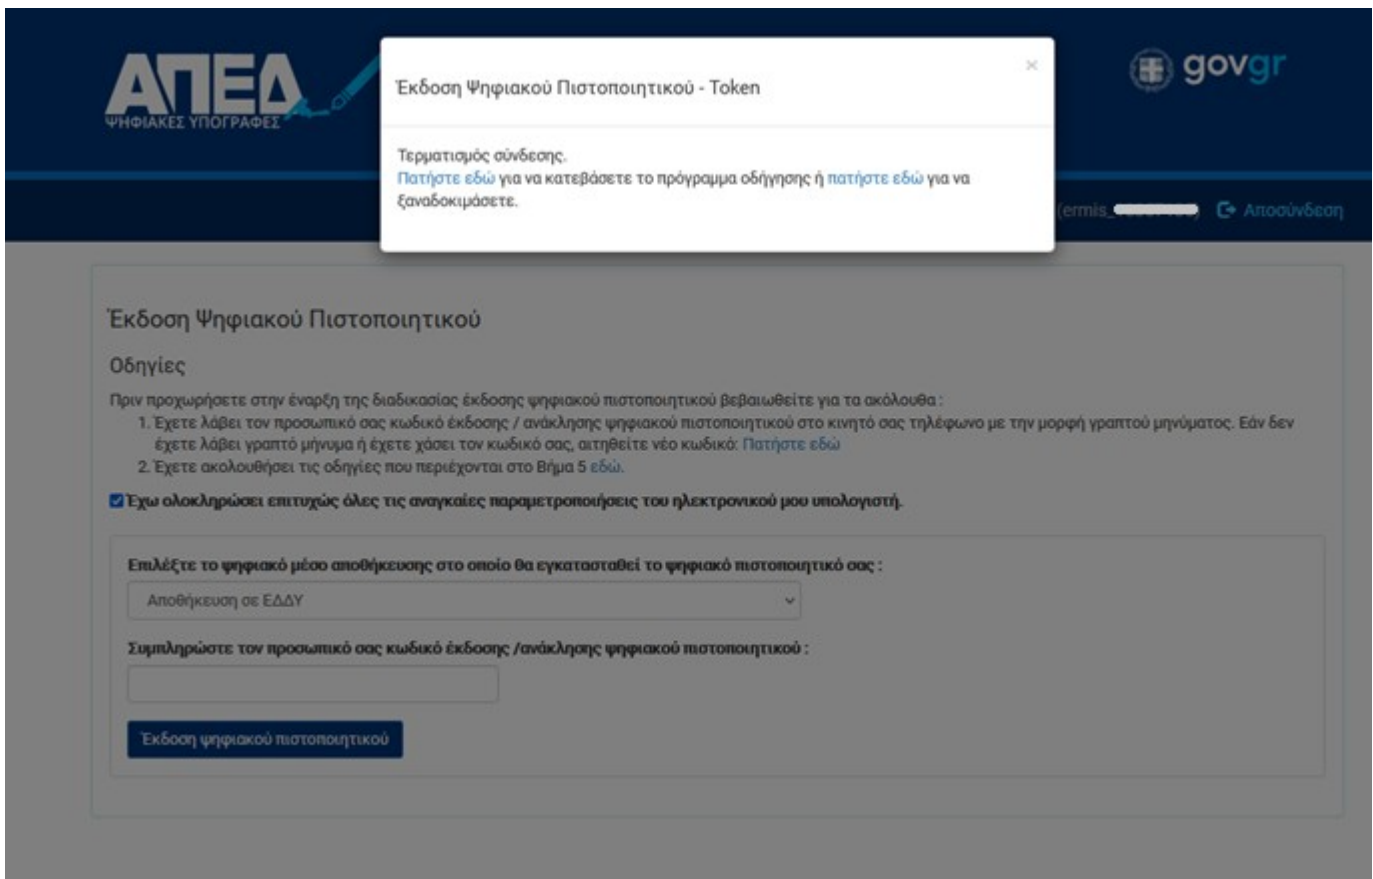 ΑΠΕΔ
ΨΗΦΙΑΚΕΣ ΥΠΟΓΡΑΦΕΣ
govgr
Έκδοση Ψηφιακού Πιστοποιητικού - Token
×
Τερματισμός σύνδεσης.
Πατήστε εδώ για να κατεβάσετε το πρόγραμμα οδήγησης ή πατήστε εδώ για να
ξαναδοκιμάσετε.
(ermis_ Αποσύνδεση
Έκδοση Ψηφιακού Πιστοποιητικού
Οδηγίες
Πριν προχωρήσετε στην έναρξη της διαδικασίας έκδοσης ψηφιακού πιστοποιητικού βεβαιωθείτε για τα ακόλουθα :
1. Έχετε λάβει τον προσωπικό σας κωδικό έκδοσης / ανάκλησης ψηφιακού πιστοποιητικού στο κινητό σας τηλέφωνο με την μορφή γραπτού μηνύματος. Εάν δεν
έχετε λάβει γραπτό μήνυμα ή έχετε χάσει τον κωδικό σας, αιτηθείτε νέο κωδικό: Πατήστε εδώ
2. Έχετε ακολουθήσει τις οδηγίες που περιέχονται στο Βήμα 5 εδώ.
Έχω ολοκληρώσει επιτυχώς όλες τις αναγκαίες παραμετροποιήσεις του ηλεκτρονικού μου υπολογιστή.
Επιλέξτε το ψηφιακό μέσο αποθήκευσης στο οποίο θα εγκατασταθεί το ψηφιακό πιστοποιητικό σας :
Αποθήκευση σε ΕΔΔΥ
Συμπληρώστε τον προσωπικό σας κωδικό έκδοσης /ανάκλησης ψηφιακού πιστοποιητικού :
Έκδοση ψηφιακού πιστοποιητικού